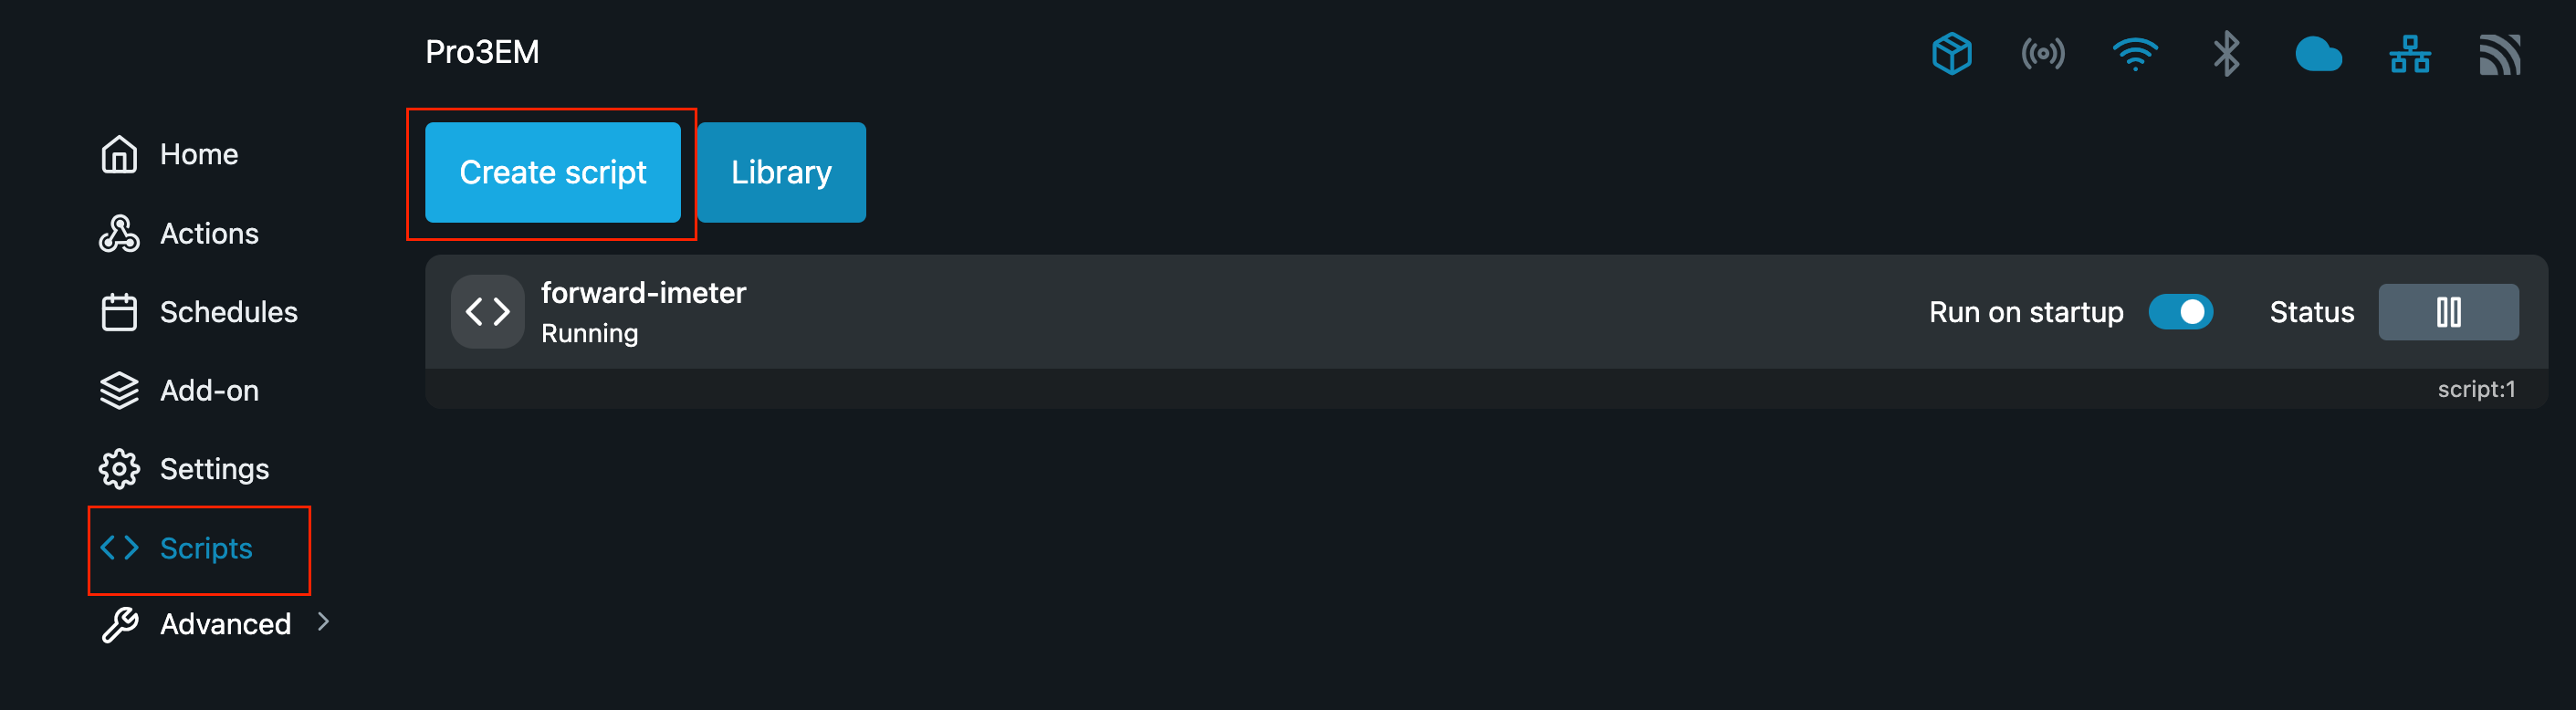 Pro3EM
Home
Actions
Schedules
Add-on
Settings
Scripts
Advanced
Create script
Library
forward-imeter
Running
Run on startup
Status
script:1